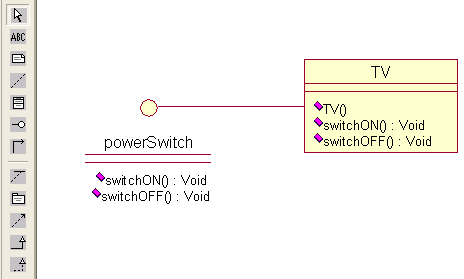 ABC
TV
TV()
switchON() : Void
switchOFF() : Void
powerSwitch
switchON() : Void
switchOFF() : Void